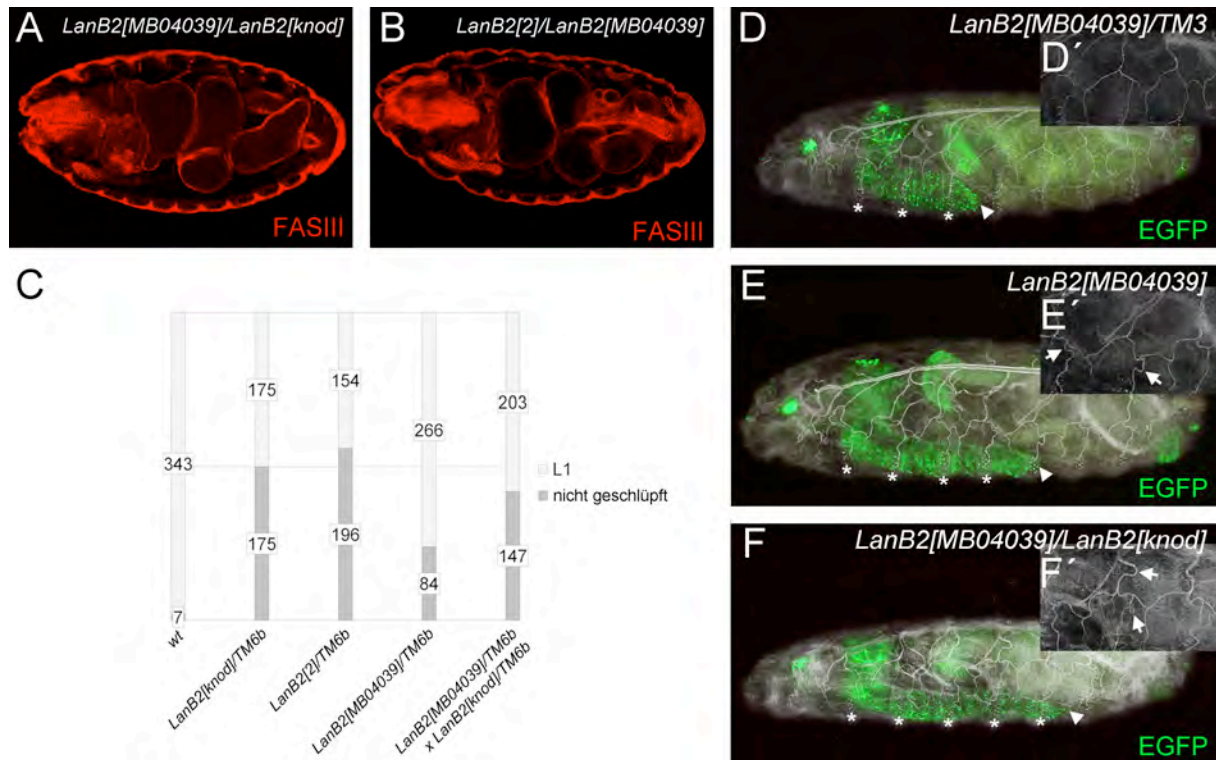 A
LanB2[MB04039]/LanB2[knod]
FASIII
B
LanB2[2]/LanB2[MB04039]
FASIII
C
343
7
175
175
154
196
266
84
203
147
L1
nicht geschlüpft
wt
LanB2[knod]/TM6b
LanB2[2]/TM6b
LanB2[MB04039]/TM6b
LanB2[MB04039]/TM6b
x LanB2[knod]/TM6b
D
LanB2[MB04039]/TM3
D´
* * *
EGFP
E
LanB2[MB04039]
E´
* * * *
EGFP
F
LanB2[MB04039]/LanB2[knod]
F´
* * * * *
EGFP